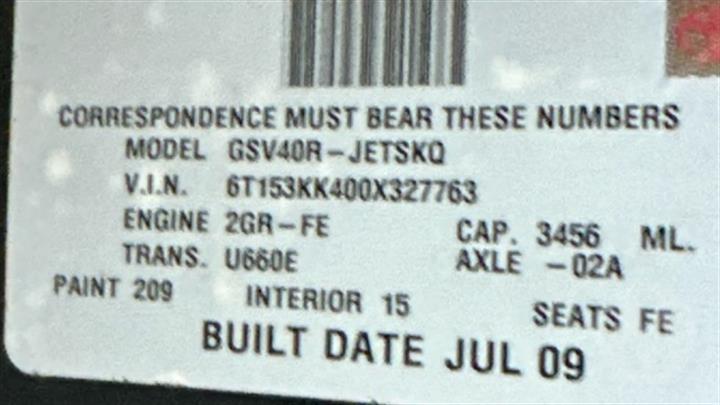 CORRESPONDENCE MUST BEAR THESE NUMBERS
MODEL GSV40R-JETSKQ
V.I.N. 6T153KK400X327763
ENGINE 2GR-FE CAP. 3456 ML.
TRANS. U660E AXLE -02A
PAINT 209 INTERIOR 15 SEATS FE
BUILT DATE JUL 09